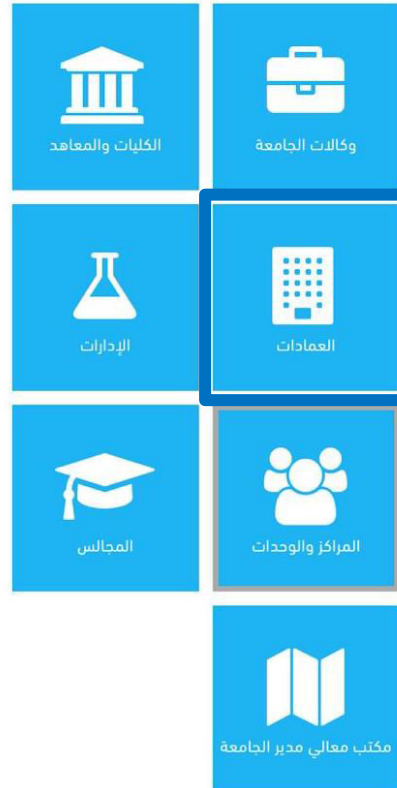 وكالات الجامعة
الكليات والمعاهد
العمادات
الإدارات
المراكز والوحدات
المجالس
مكتب معالي مدير الجامعة